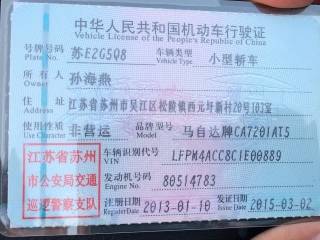 中华人民共和国机动车行驶证
Vehicle License of the People's Republic of China
号牌号码 苏E2G5Q8 车辆类型 小型轿车
Plate No. Vehicle Type
所有人 孙海燕
Owner
住址 江苏省苏州市吴江区松陵镇西元圩新村20号103室
Address
使用性质 非营运 品牌型号 马自达牌CA7201AT5
Use Character Model
江苏省苏州 车辆识别代号 LFPM4ACC8C1E00889
VIN
市公安局交通 发动机号码 80514783
Engine No.
巡逻警察支队 注册日期 2013-01-10 发证日期 2015-03-02
Register Date Issue Date